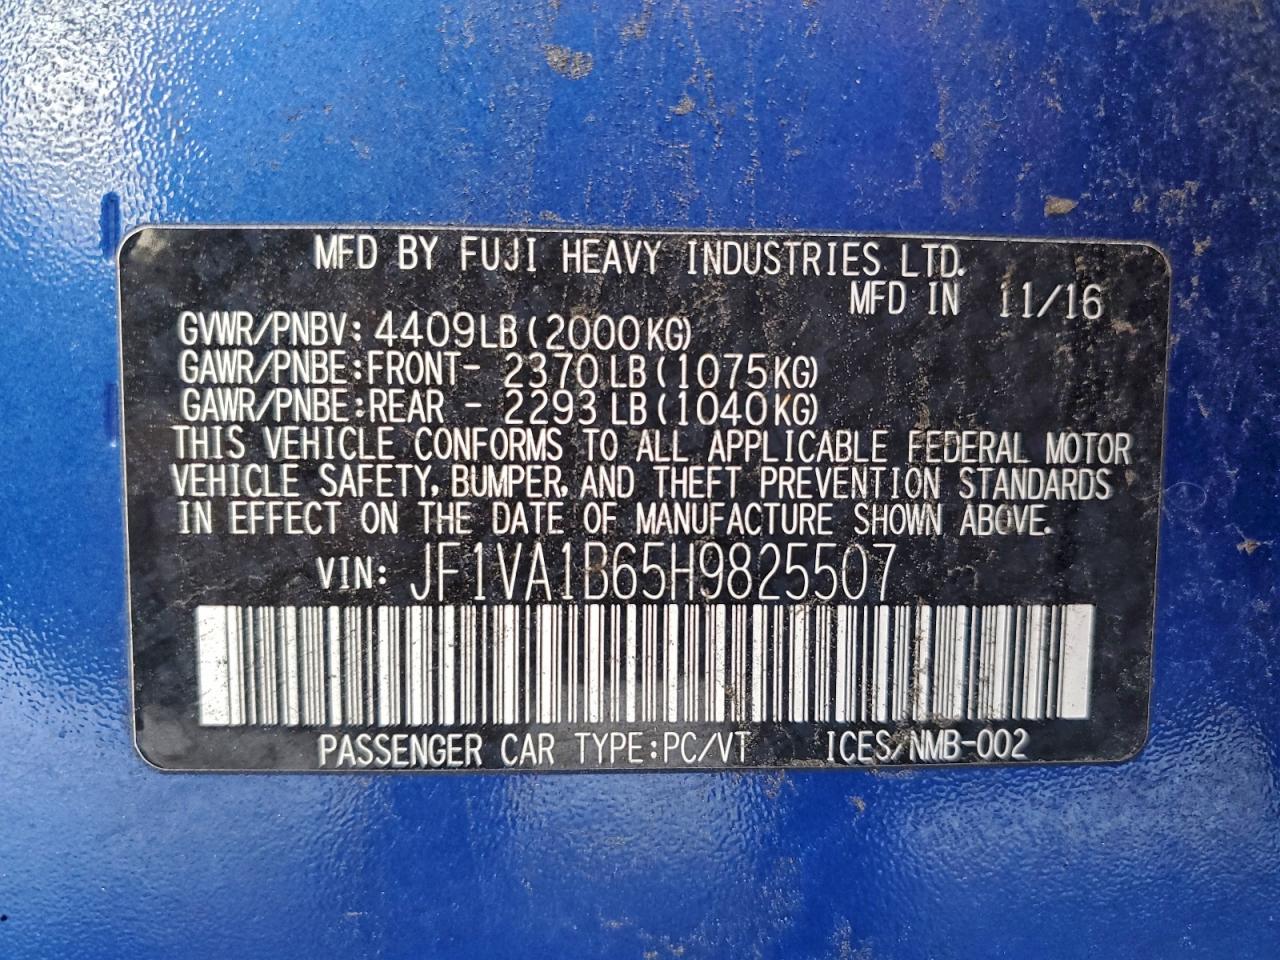 MFD BY FUJI HEAVY INDUSTRIES LTD.
MFD IN 11/16
GVWR/PNBV: 4409LB(2000KG)
GAWR/PNBE:FRONT- 2370LB(1075KG)
GAWR/PNBE:REAR - 2293LB(1040KG)
THIS VEHICLE CONFORMS TO ALL APPLICABLE FEDERAL MOTOR
VEHICLE SAFETY, BUMPER, AND THEFT PREVENTION STANDARDS
IN EFFECT ON THE DATE OF MANUFACTURE SHOWN ABOVE.
VIN: JF1VA1B65H9825507
PASSENGER CAR TYPE:PC/VT ICES/NMB-002